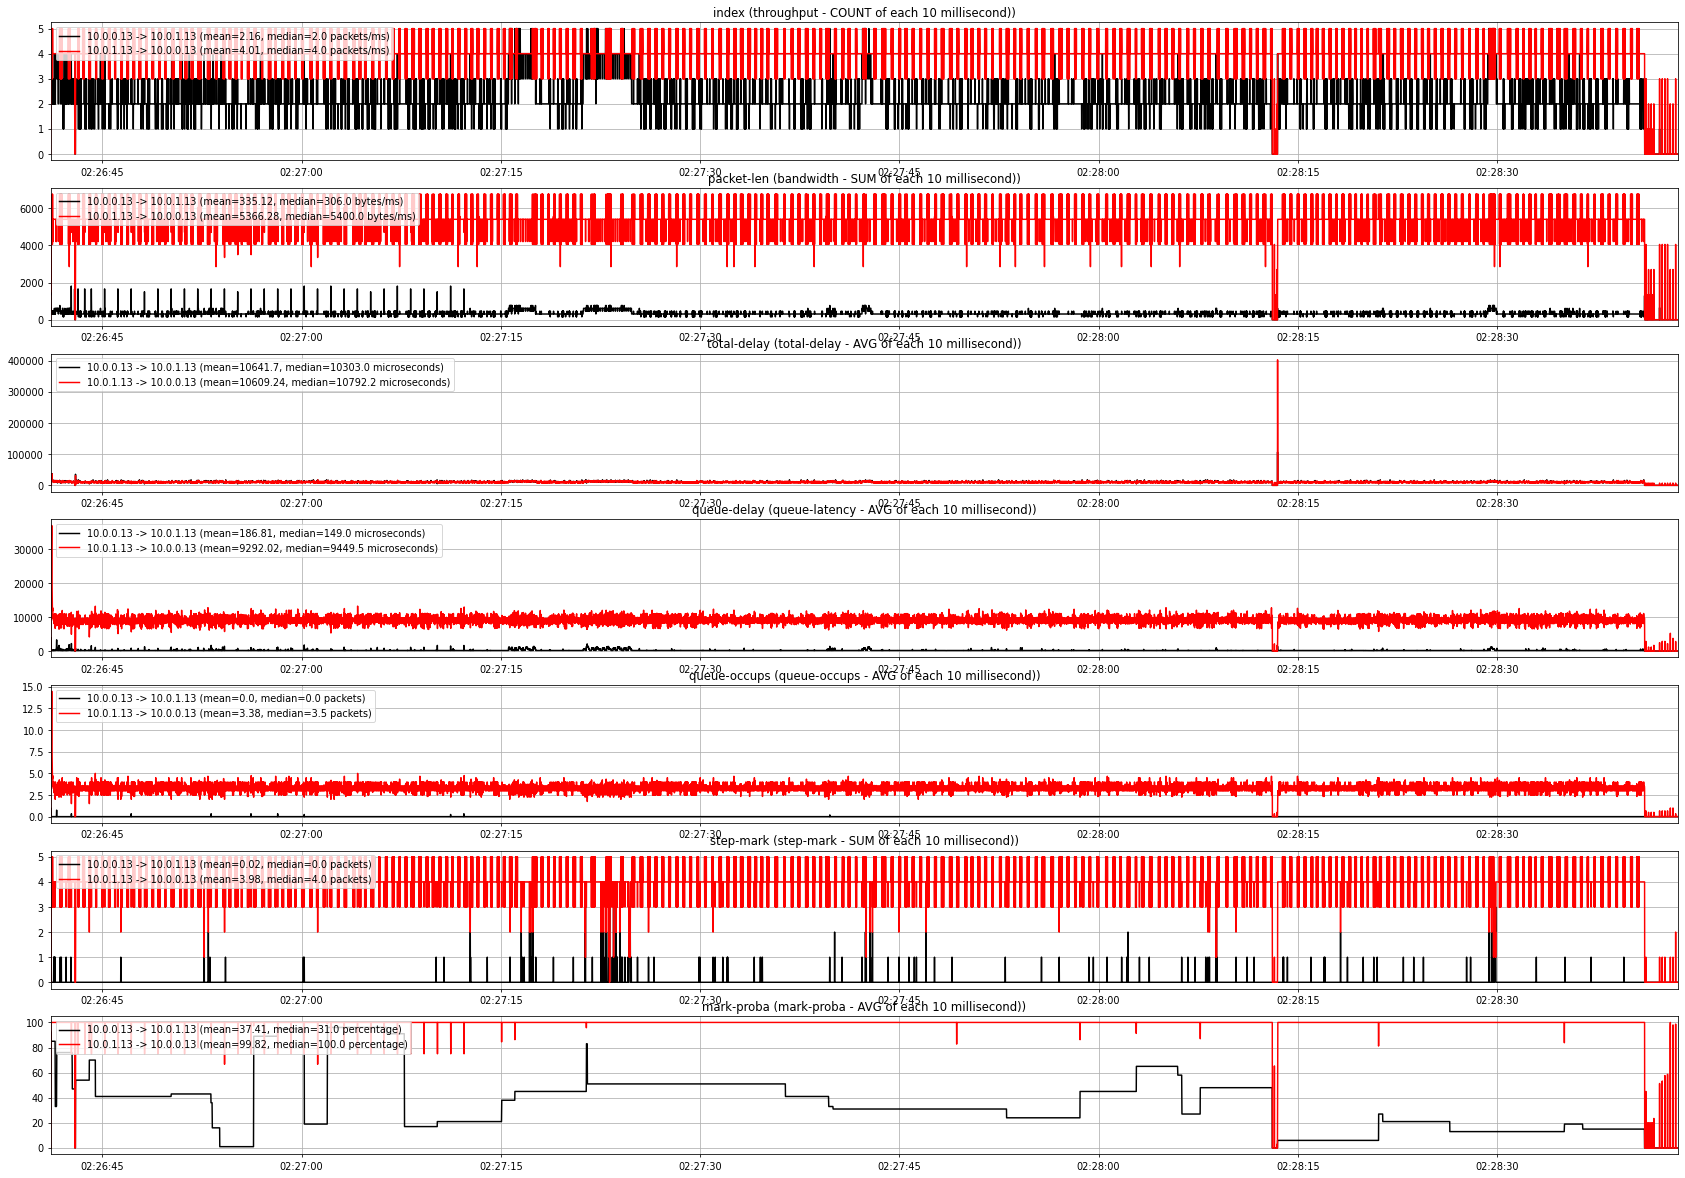 index (throughput - COUNT of each 10 millisecond))
5
10.0.0.13 -> 10.0.1.13 (mean=2.16, median=2.0 packets/ms)
10.0.1.13 -> 10.0.0.13 (mean=4.01, median=4.0 packets/ms)
4
3
2
1
0
02:26:45 02:27:00 02:27:15 02:27:30 02:27:45 02:28:00 02:28:15 02:28:30
packet-len (bandwidth - SUM of each 10 millisecond))
10.0.0.13 -> 10.0.1.13 (mean=335.12, median=306.0 bytes/ms)
6000
10.0.1.13 -> 10.0.0.13 (mean=5366.28, median=5400.0 bytes/ms)
4000
2000
0
02:26:45 02:27:00 02:27:15 02:27:30 02:27:45 02:28:00 02:28:15 02:28:30
total-delay (total-delay - AVG of each 10 millisecond))
400000
10.0.0.13 -> 10.0.1.13 (mean=10641.7, median=10303.0 microseconds)
10.0.1.13 -> 10.0.0.13 (mean=10609.24, median=10792.2 microseconds)
300000
200000
100000
0
02:26:45 02:27:00 02:27:15 02:27:30 02:27:45 02:28:00 02:28:15 02:28:30
queue-delay (queue-latency - AVG of each 10 millisecond))
10.0.0.13 -> 10.0.1.13 (mean=186.81, median=149.0 microseconds)
10.0.1.13 -> 10.0.0.13 (mean=9292.02, median=9449.5 microseconds)
30000
20000
10000
0
02:26:45 02:27:00 02:27:15 02:27:30 02:27:45 02:28:00 02:28:15 02:28:30
queue-occups (queue-occups - AVG of each 10 millisecond))
15.0
10.0.0.13 -> 10.0.1.13 (mean=0.0, median=0.0 packets)
10.0.1.13 -> 10.0.0.13 (mean=3.38, median=3.5 packets)
12.5
10.0
7.5
5.0
2.5
0.0
02:26:45 02:27:00 02:27:15 02:27:30 02:27:45 02:28:00 02:28:15 02:28:30
step-mark (step-mark - SUM of each 10 millisecond))
5
10.0.0.13 -> 10.0.1.13 (mean=0.02, median=0.0 packets)
10.0.1.13 -> 10.0.0.13 (mean=3.98, median=4.0 packets)
4
3
2
1
0
02:26:45 02:27:00 02:27:15 02:27:30 02:27:45 02:28:00 02:28:15 02:28:30
mark-proba (mark-proba - AVG of each 10 millisecond))
100
10.0.0.13 -> 10.0.1.13 (mean=37.41, median=31.0 percentage)
10.0.1.13 -> 10.0.0.13 (mean=99.82, median=100.0 percentage)
80
60
40
20
0
02:26:45 02:27:00 02:27:15 02:27:30 02:27:45 02:28:00 02:28:15 02:28:30